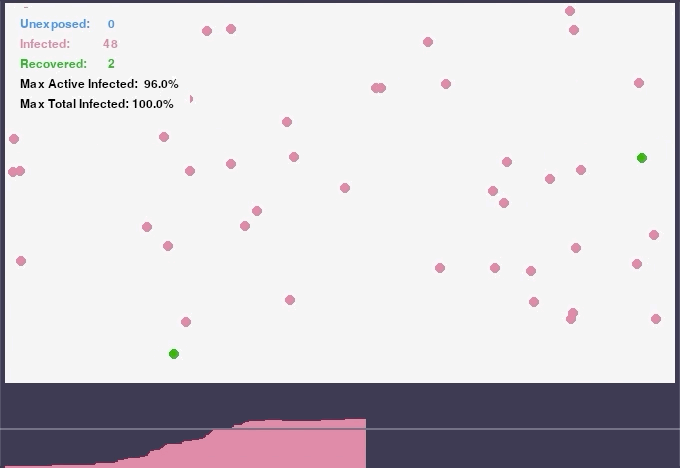 Unexposed: 0
Infected: 48
Recovered: 2
Max Active Infected: 96.0%
Max Total Infected: 100.0%